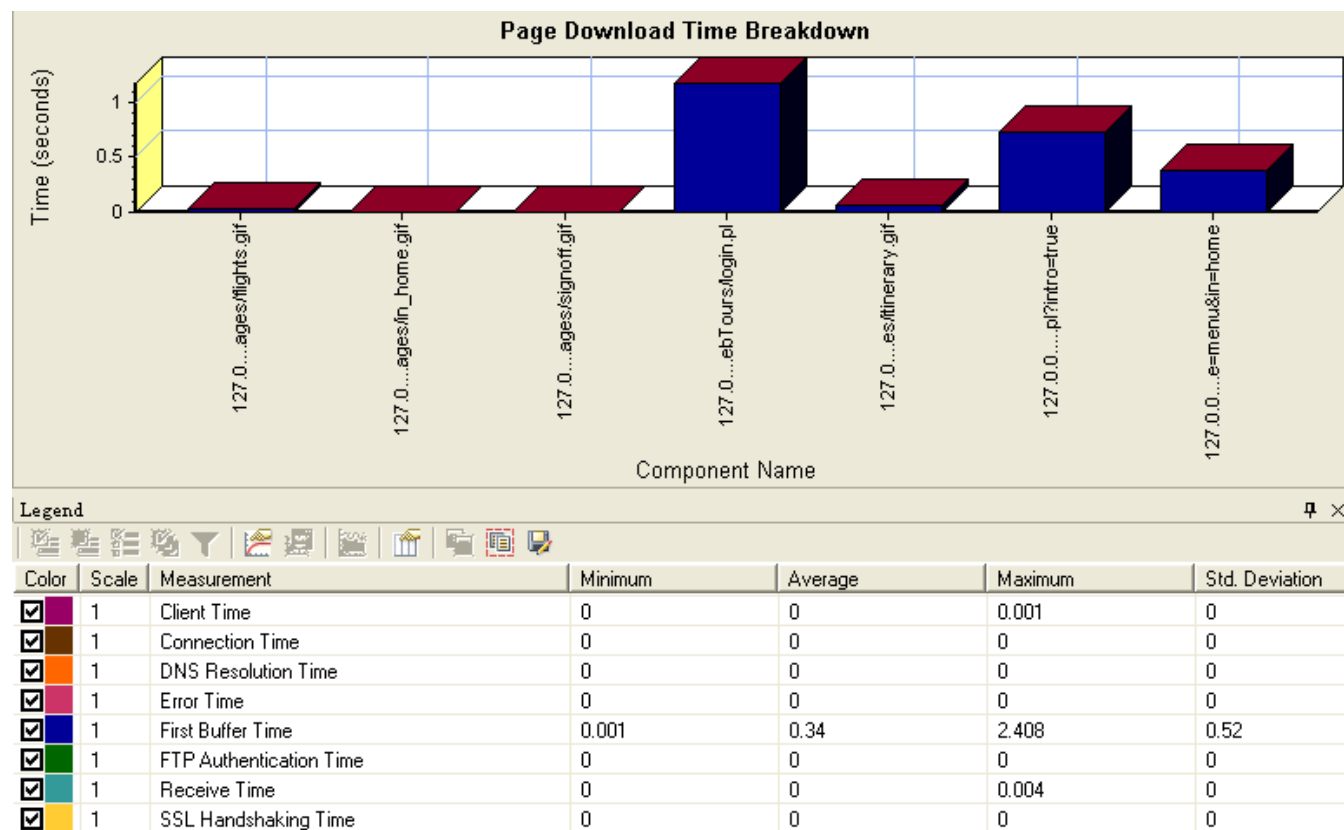 Page Download Time Breakdown
Time (seconds)
1
0.5
0
127.0...ages/flights.gif
127.0...ages/in_home.gif
127.0...ages/signoff.gif
127.0...ebTours/login.pl
127.0...es/itinerary.gif
127.0.0.....pl?intro=true
127.0.0....e=menu&in=home
Component Name
Legend
Color Scale Measurement Minimum Average Maximum Std. Deviation
1 Client Time 0 0 0.001 0
1 Connection Time 0 0 0 0
1 DNS Resolution Time 0 0 0 0
1 Error Time 0 0 0 0
1 First Buffer Time 0.001 0.34 2.408 0.52
1 FTP Authentication Time 0 0 0 0
1 Receive Time 0 0 0.004 0
1 SSL Handshaking Time 0 0 0 0